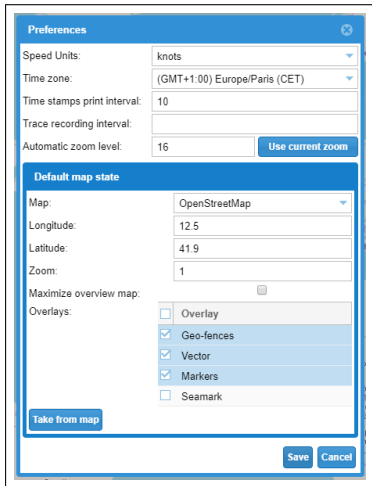 Preferences
Speed Units: knots
Time zone: (GMT+1:00) Europe/Paris (CET)
Time stamps print interval: 10
Trace recording interval:
Automatic zoom level: 16 Use current zoom
Default map state
Map: OpenStreetMap
Longitude: 12.5
Latitude: 41.9
Zoom: 1
Maximize overview map:
Overlays: Overlay
Geo-fences
Vector
Markers
Seamark
Take from map
Save Cancel